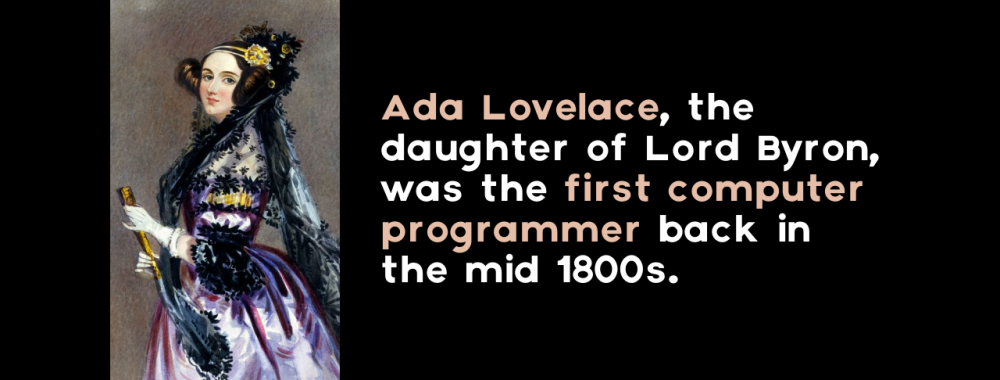 Ada Lovelace, the
daughter of Lord Byron,
was the first computer
programmer back in
the mid 1800s.